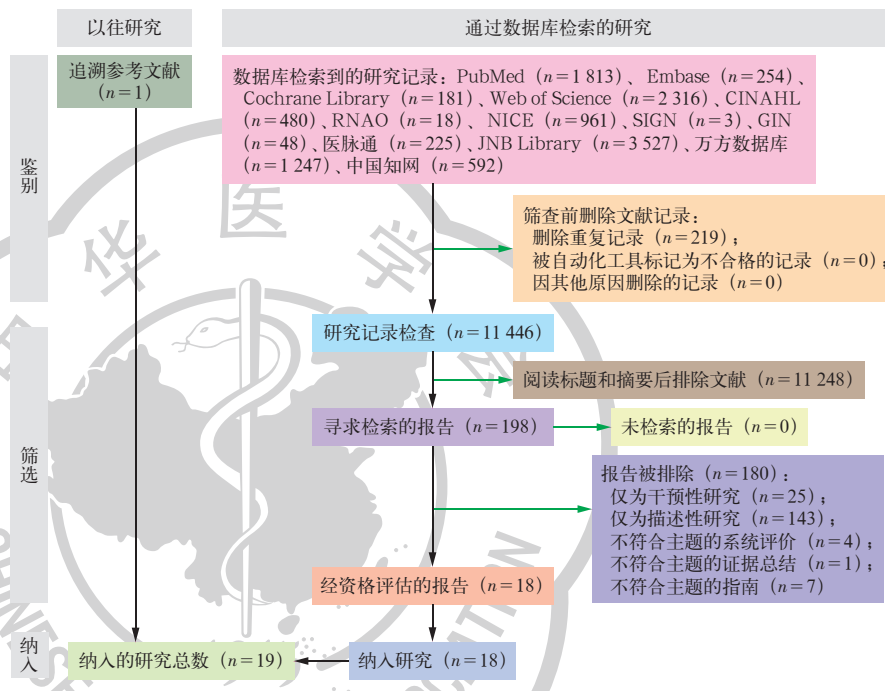 以往研究
通过数据库检索的研究
追溯参考文献
(n=1)
数据库检索到的研究记录：PubMed（n=1 813）、Embase（n=254）、
Cochrane Library（n=181）、Web of Science（n=2 316）、CINAHL
（n=480）、RNAO（n=18）、NICE（n=961）、SIGN（n=3）、GIN
（n=48）、医脉通（n=225）、JNB Library（n=3 527）、万方数据库
（n=1 247）、中国知网（n=592）
鉴别
筛查前删除文献记录：
删除重复记录（n=219）；
被自动化工具标记为不合格的记录（n=0）；
因其他原因删除的记录（n=0）
研究记录检查（n=11 446）
阅读标题和摘要后排除文献（n=11 248）
寻求检索的报告（n=198）
未检索的报告（n=0）
筛选
报告被排除（n=180）：
仅为干预性研究（n=25）；
仅为描述性研究（n=143）；
不符合主题的系统评价（n=4）；
不符合主题的证据总结（n=1）；
不符合主题的指南（n=7）
经资格评估的报告（n=18）
纳入
纳入的研究总数（n=19）
纳入研究（n=18）
华医学会